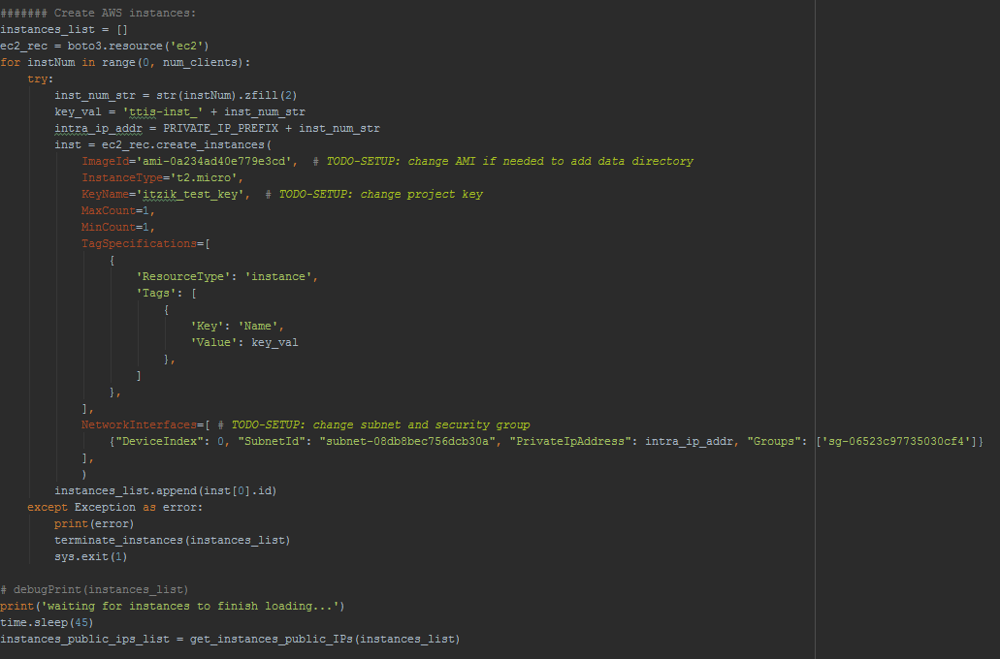 ####### Create AWS instances:
instances_list = []
ec2_rec = boto3.resource('ec2')
for instNum in range(0, num_clients):
    try:
        inst_num_str = str(instNum).zfill(2)
        key_val = 'ttis-inst_' + inst_num_str
        intra_ip_addr = PRIVATE_IP_PREFIX + inst_num_str
        inst = ec2_rec.create_instances(
            ImageId='ami-0a234ad40e779e3cd',  # TODO-SETUP: change AMI if needed to add data directory
            InstanceType='t2.micro',
            KeyName='itzik_test_key',  # TODO-SETUP: change project key
            MaxCount=1,
            MinCount=1,
            TagSpecifications=[
                {
                    'ResourceType': 'instance',
                    'Tags': [
                        {
                            'Key': 'Name',
                            'Value': key_val
                        },
                    ]
                },
            ],
            NetworkInterfaces=[ # TODO-SETUP: change subnet and security group
                {"DeviceIndex": 0, "SubnetId": "subnet-08db8bec756dcb30a", "PrivateIpAddress": intra_ip_addr, "Groups": ['sg-06523c97735030cf4']}
            ],
            )
        instances_list.append(inst[0].id)
    except Exception as error:
        print(error)
        terminate_instances(instances_list)
        sys.exit(1)
# debugPrint(instances_list)
print('waiting for instances to finish loading...')
time.sleep(45)
instances_public_ips_list = get_instances_public_IPs(instances_list)